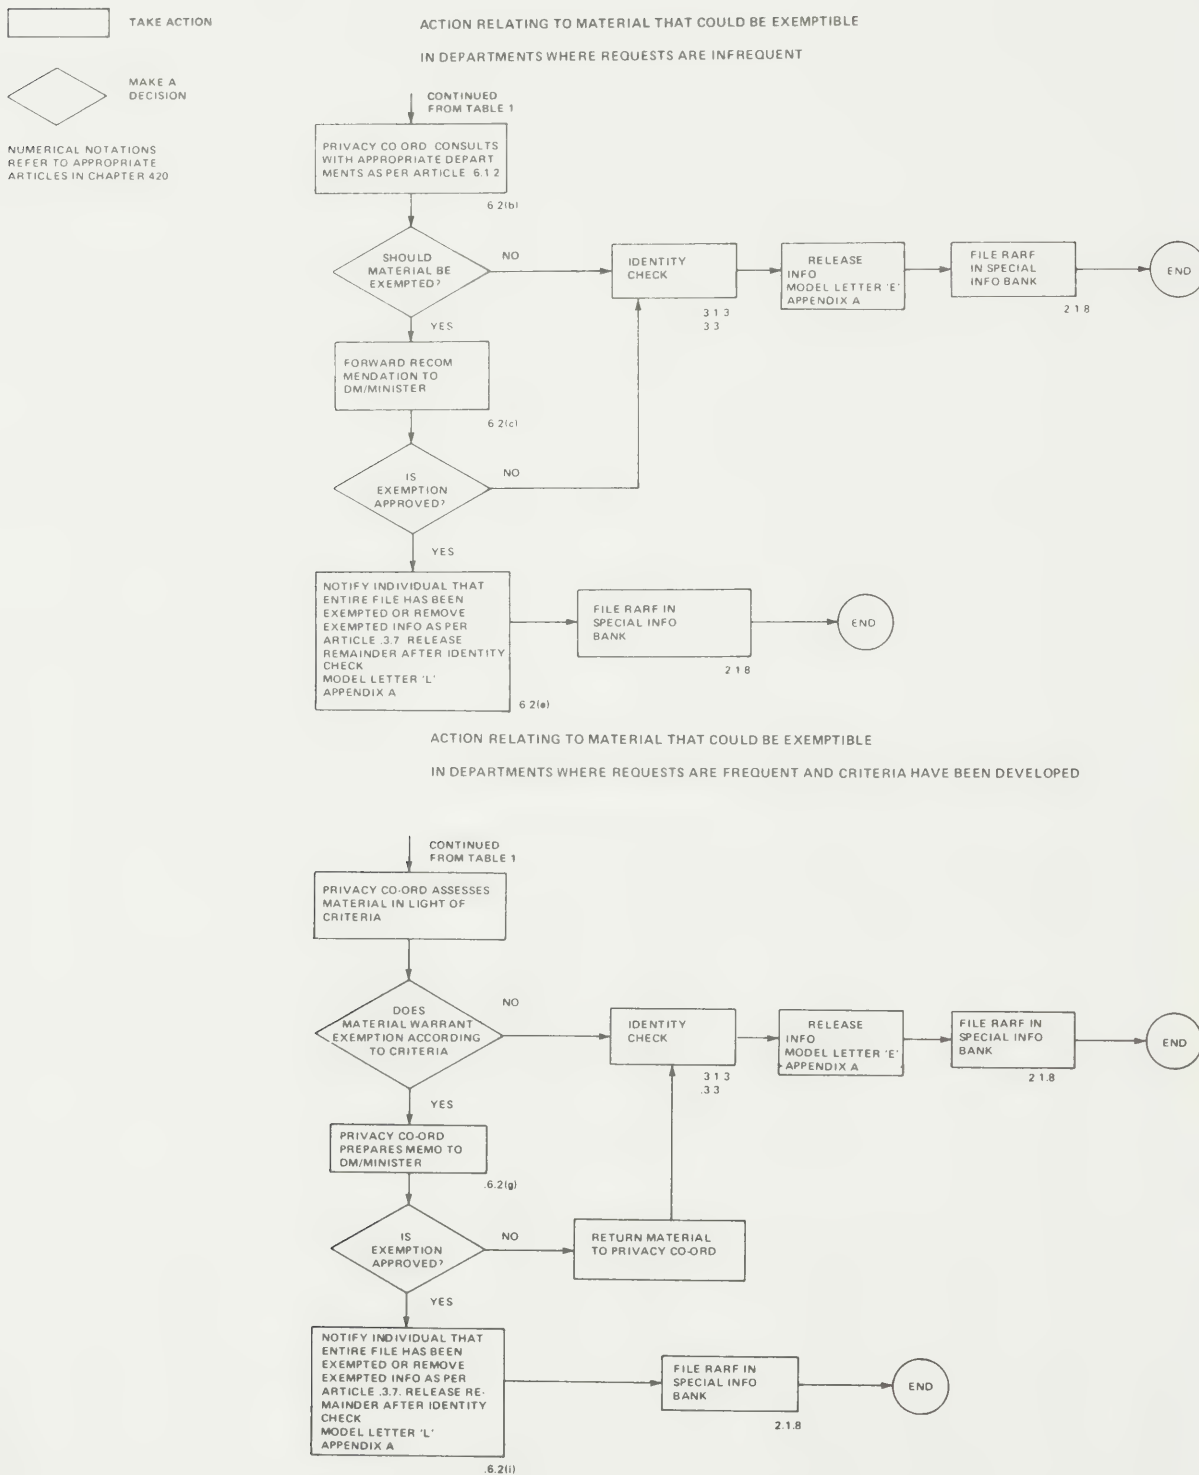 TAKE ACTION
MAKE A
DECISION
NUMERICAL NOTATIONS
REFER TO APPROPRIATE
ARTICLES IN CHAPTER 420
ACTION RELATING TO MATERIAL THAT COULD BE EXEMPTIBLE
IN DEPARTMENTS WHERE REQUESTS ARE INFREQUENT
CONTINUED
FROM TABLE 1
PRIVACY CO ORD CONSULTS
WITH APPROPRIATE DEPART
MENTS AS PER ARTICLE 6.1 2
6 2(b)
SHOULD
MATERIAL BE
EXEMPTED?
NO
IDENTITY
CHECK
3 1 3
3 3
RELEASE
INFO
MODEL LETTER 'E'
APPENDIX A
FILE RARF
IN SPECIAL
INFO BANK
2 1 8
END
YES
FORWARD RECOM
MENDATION TO
DM/MINISTER
6 2(c)
IS
EXEMPTION
APPROVED?
NO
YES
NOTIFY INDIVIDUAL THAT
ENTIRE FILE HAS BEEN
EXEMPTED OR REMOVE
EXEMPTED INFO AS PER
ARTICLE .3.7 RELEASE
REMAINDER AFTER IDENTITY
CHECK
MODEL LETTER 'L'
APPENDIX A
6 2(e)
FILE RARF IN
SPECIAL INFO
BANK
2 1 8
END
ACTION RELATING TO MATERIAL THAT COULD BE EXEMPTIBLE
IN DEPARTMENTS WHERE REQUESTS ARE FREQUENT AND CRITERIA HAVE BEEN DEVELOPED
CONTINUED
FROM TABLE 1
PRIVACY CO-ORD ASSESSES
MATERIAL IN LIGHT OF
CRITERIA
DOES
MATERIAL WARRANT
EXEMPTION ACCORDING
TO CRITERIA
NO
IDENTITY
CHECK
3 1 3
.3 3
RELEASE
INFO
MODEL LETTER 'E'
APPENDIX A
FILE RARF IN
SPECIAL INFO
BANK
2 1.8
END
YES
PRIVACY CO-ORD
PREPARES MEMO TO
DM/MINISTER
.6.2(g)
IS
EXEMPTION
APPROVED?
NO
RETURN MATERIAL
TO PRIVACY CO-ORD
YES
NOTIFY INDIVIDUAL THAT
ENTIRE FILE HAS BEEN
EXEMPTED OR REMOVE
EXEMPTED INFO AS PER
ARTICLE .3.7. RELEASE RE-
MAINDER AFTER IDENTITY
CHECK
MODEL LETTER 'L'
APPENDIX A
.6.2(i)
FILE RARF IN
SPECIAL INFO
BANK
2.1.8
END